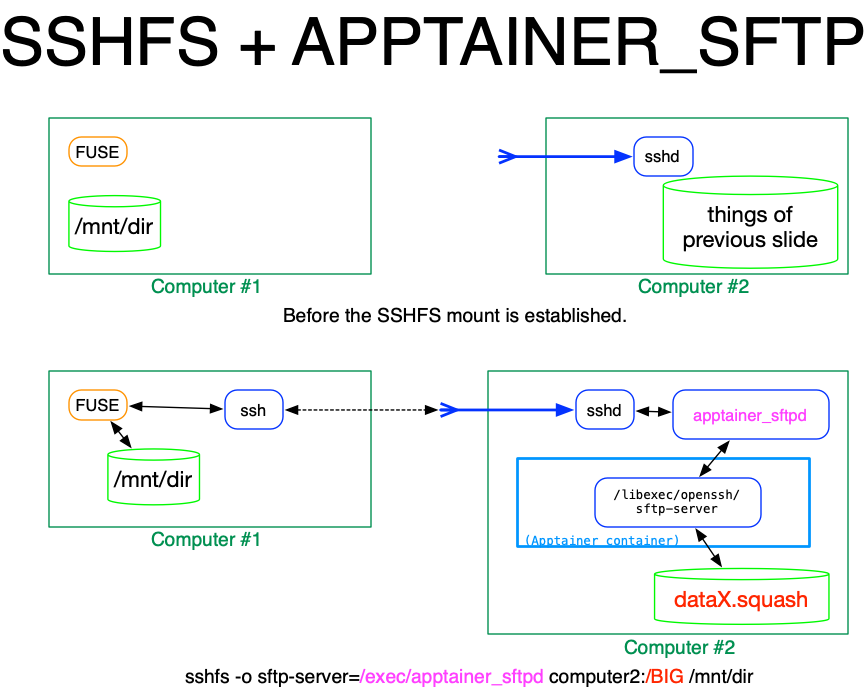 SSHFS + APPTAINER_SFTP
FUSE
/mnt/dir
Computer #1
sshd
things of
previous slide
Computer #2
Before the SSHFS mount is established.
FUSE
ssh
/mnt/dir
Computer #1
sshd
apptainer_sftpd
/libexec/openssh/
sftp-server
(Apptainer container)
dataX.squash
Computer #2
sshfs -o sftp-server=/exec/apptainer_sftpd computer2:/BIG /mnt/dir